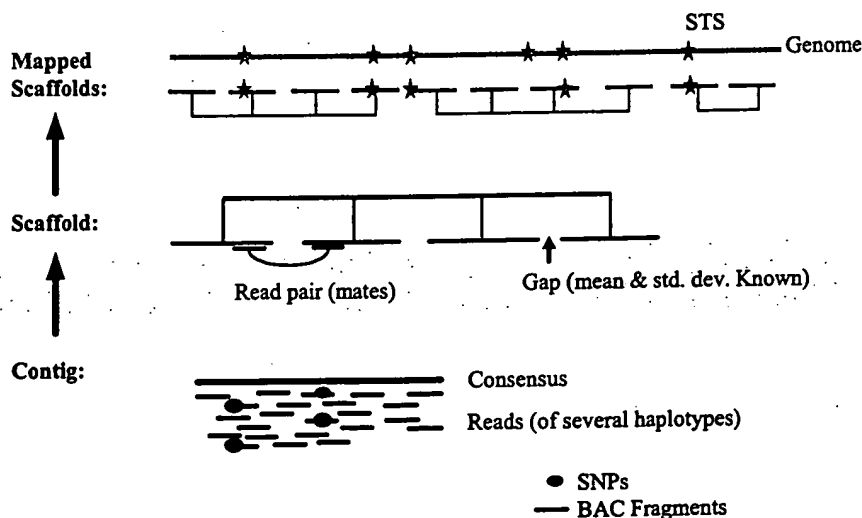 STS
Genome
Mapped
Scaffolds:
Scaffold:
Read pair (mates)
Gap (mean & std. dev. Known)
Contig:
Consensus
Reads (of several haplotypes)
SNPs
BAC Fragments